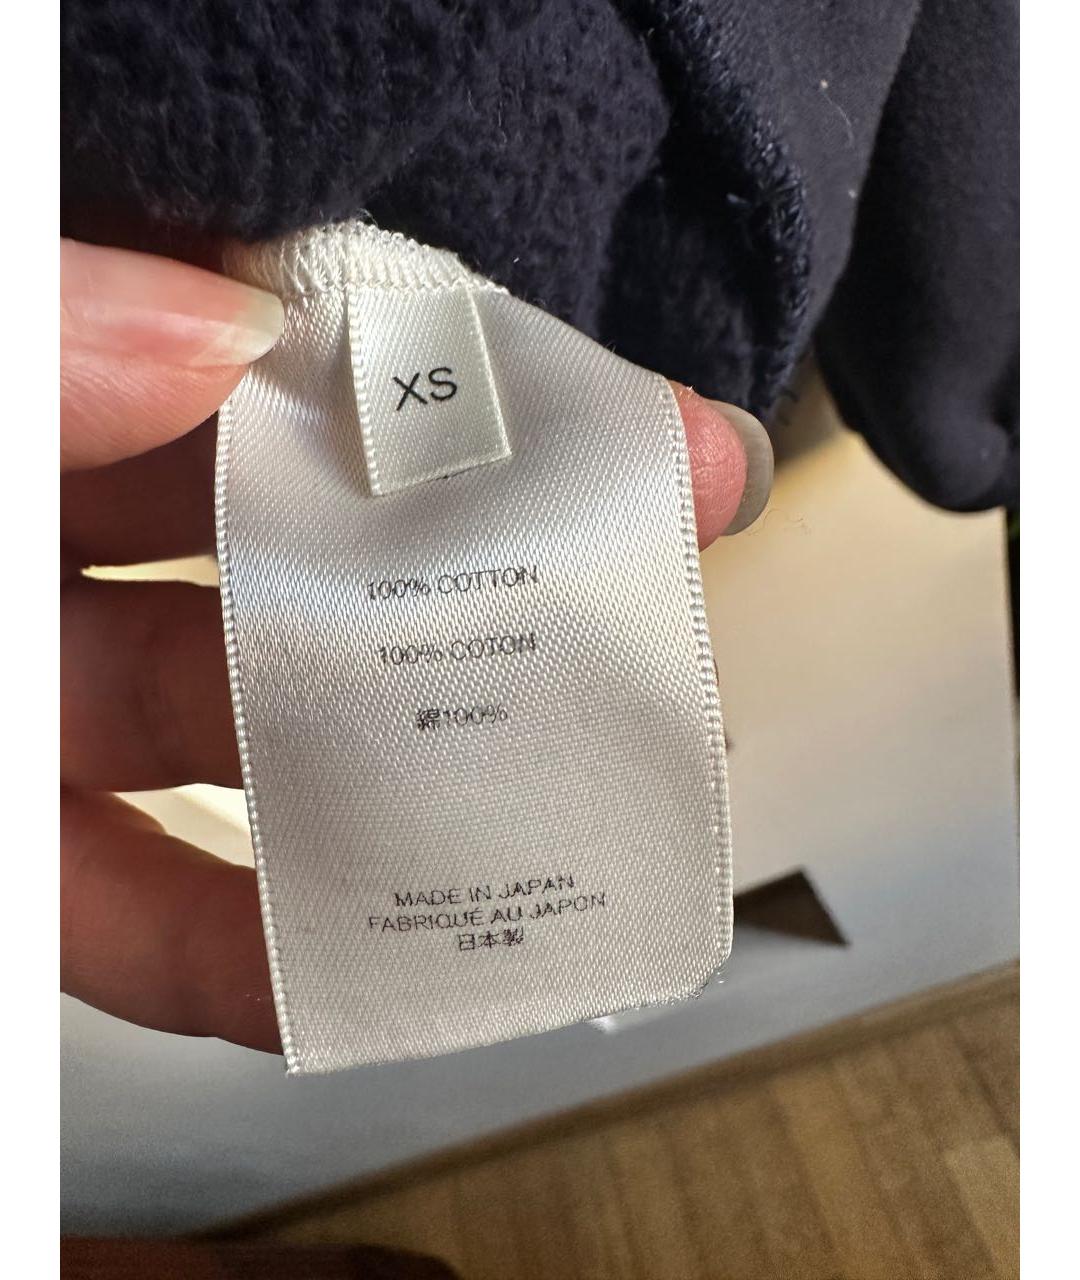 XS
100% COTTON
100% COTON
綿100%
MADE IN JAPAN
FABRIQUÉ AU JAPON
日本製